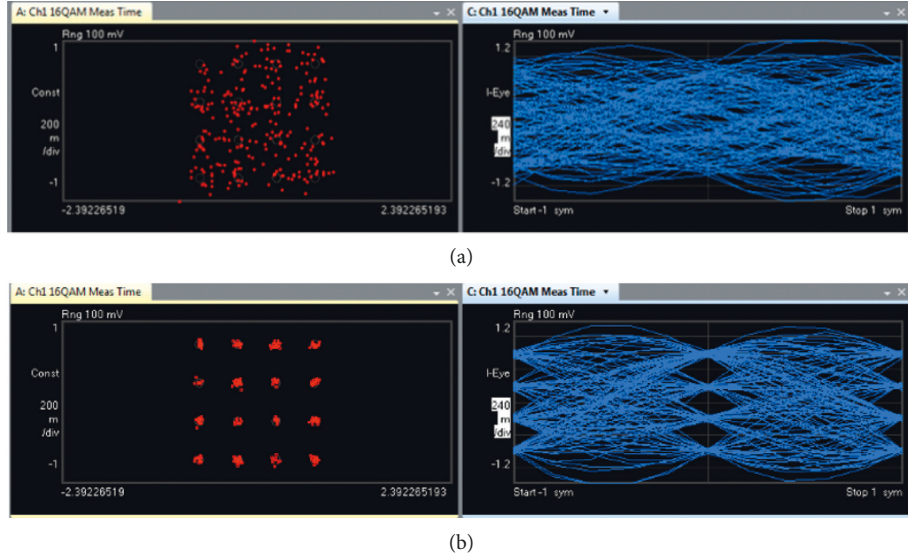 A: Ch1 16QAM Meas Time
C: Ch1 16QAM Meas Time
Rng 100 mV
1
Const
200
m
/div
-1
-2.39226519
2.392265193
Rng 100 mV
1.2
I-Eye
240
m
/div
-1.2
Start -1 sym
Stop 1 sym
(a)
A: Ch1 16QAM Meas Time
C: Ch1 16QAM Meas Time
Rng 100 mV
1
Const
200
m
/div
-1
-2.39226519
2.392265193
Rng 100 mV
1.2
I-Eye
240
m
/div
-1.2
Start -1 sym
Stop 1 sym
(b)